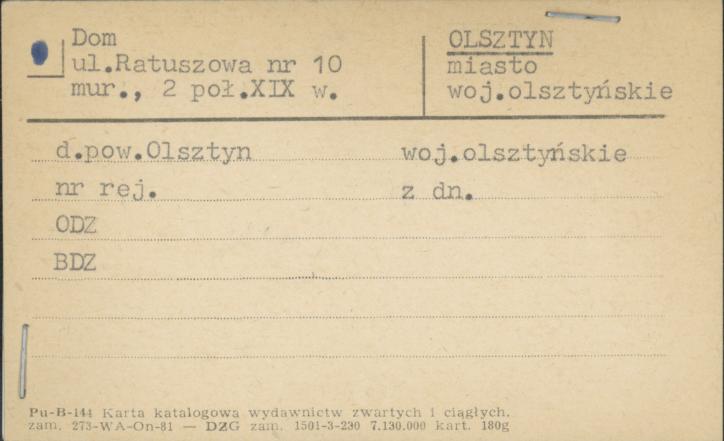 Dom
ul.Ratuszowa nr 10
mur., 2 poł.XIX w.
OLSZTYN
miasto
woj.olsztyńskie
d.pow.Olsztyn woj.olsztyńskie
nr rej. z dn.
ODZ
BDZ
Pu-B-144 Karta katalogowa wydawnictw zwartych i ciągłych.
zam. 273-WA-On-81 — DZG zam. 1501-3-230 7.130.000 kart. 180g